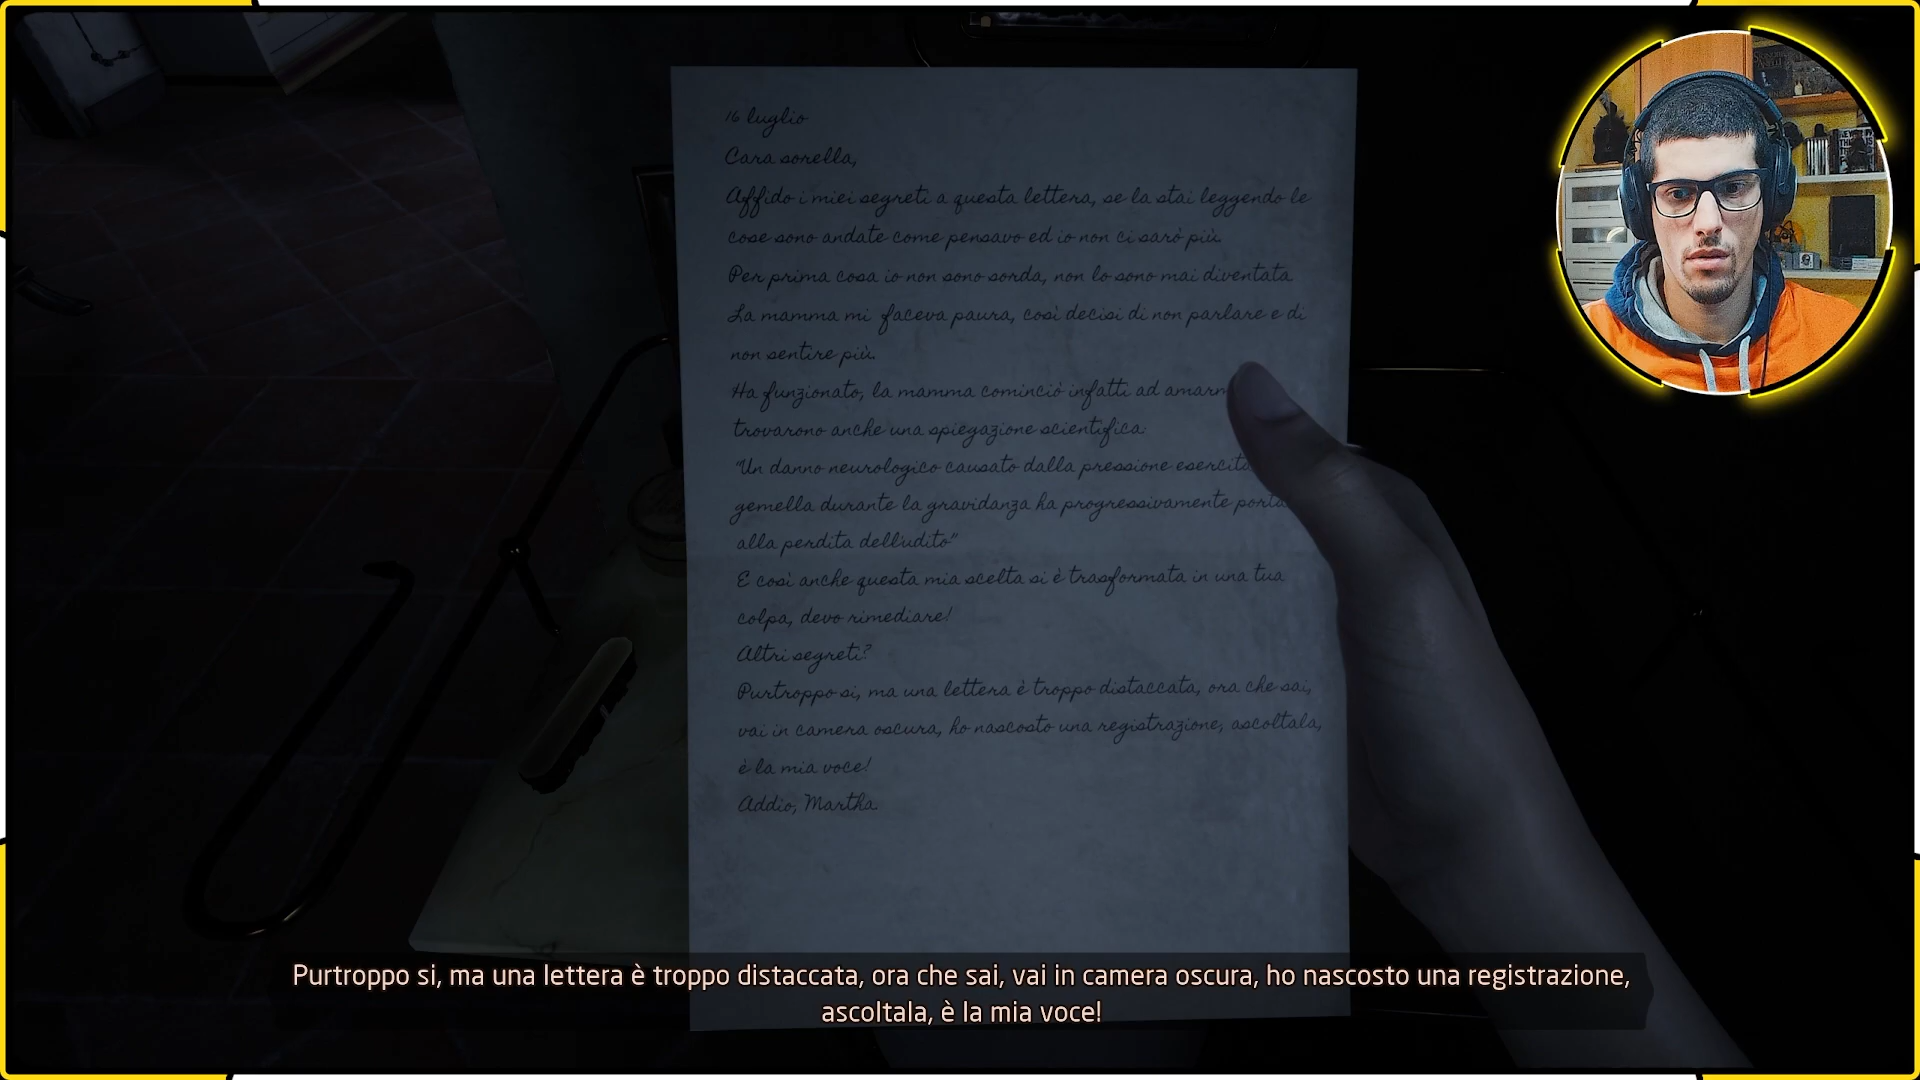 16 luglio
Cara sorella,
Affido i miei segreti a questa lettera, se la stai leggendo le
cose sono andate come pensavo ed io non ci sarò più.
Per prima cosa io non sono sorda, non lo sono mai diventata
La mamma mi faceva paura, così decisi di non parlare e di
non sentire più.
Ha funzionato, la mamma cominciò infatti ad
trovarono anche una spiegazione scientifica:
"Un danno neurologico causato dalla pressione
gemella durante la gravidanza ha progressivamente
alla perdita dell'udito"
E così anche questa mia scelta si è trasformata in una tua
colpa, devo rimediare!
Altri segreti?
Purtroppo si, ma una lettera è troppo distaccata, ora che sai,
vai in camera oscura, ho nascosto una registrazione, ascoltala,
è la mia voce!
Addio, Martha
Purtroppo si, ma una lettera è troppo distaccata, ora che sai, vai in camera oscura, ho nascosto una registrazione,
ascoltala, è la mia voce!